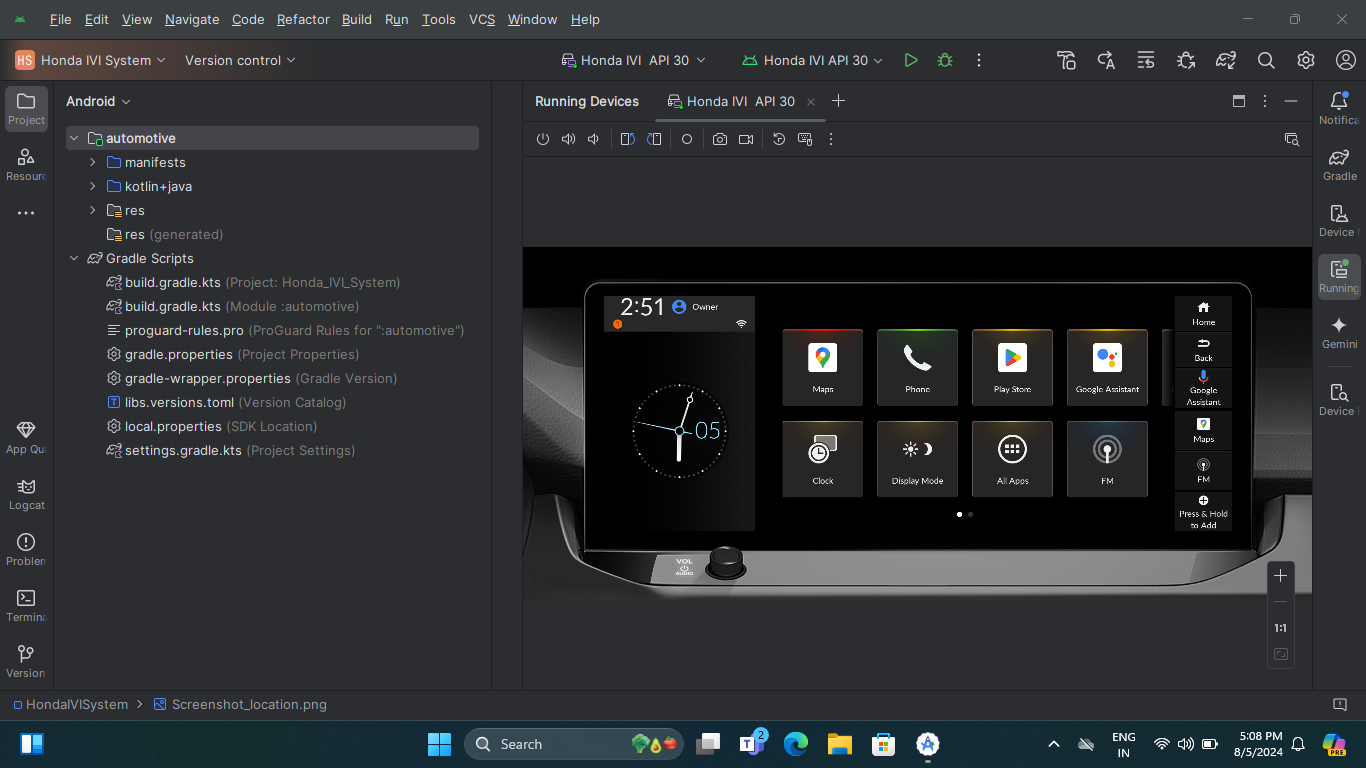 File Edit View Navigate Code Refactor Build Run Tools VCS Window Help
HS Honda IVI System Version control Honda IVI API 30 Honda IVI API 30
Project
Resourc
App Qua
Logcat
Problem
Termina
Version
Android
automotive
manifests
kotlin+java
res
res (generated)
Gradle Scripts
build.gradle.kts (Project: Honda_IVI_System)
build.gradle.kts (Module :automotive)
proguard-rules.pro (ProGuard Rules for ":automotive")
gradle.properties (Project Properties)
gradle-wrapper.properties (Gradle Version)
libs.versions.toml (Version Catalog)
local.properties (SDK Location)
settings.gradle.kts (Project Settings)
Running Devices Honda IVI API 30
2:51 Owner
05
Maps Phone Play Store Google Assistant
Clock Display Mode All Apps FM
Home
Back
Google
Assistant
Maps
FM
Press & Hold
to Add
VOL
AUDIO
1:1
Notifica
Gradle
Device
Running
Gemini
Device
HondaIVISystem Screenshot_location.png
Search
2
ENG
IN
5:08 PM
8/5/2024
PRE